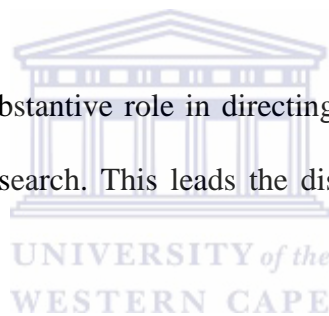 bstantive role in directing
search. This leads the dis
UNIVERSITY of the
WESTERN CAPE